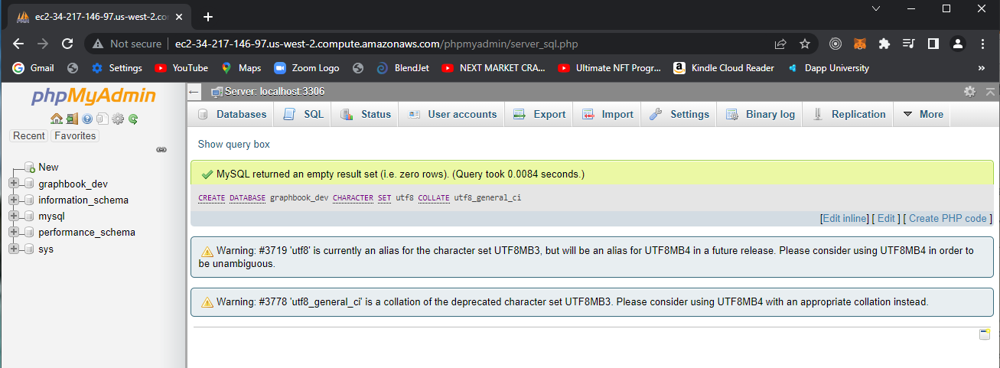 ec2-34-217-146-97.us-west-2.co
Not secure ec2-34-217-146-97.us-west-2.compute.amazonaws.com/phpmyadmin/server_sql.php
Gmail Settings YouTube Maps Zoom Logo BlendJet NEXT MARKET CRA... Ultimate NFT Progr... Kindle Cloud Reader Dapp University »
phpMyAdmin
Recent Favorites
New
graphbook_dev
information_schema
mysql
performance_schema
sys
Server: localhost:3306
Databases SQL Status User accounts Export Import Settings Binary log Replication More
Show query box
MySQL returned an empty result set (i.e. zero rows). (Query took 0.0084 seconds.)
CREATE DATABASE graphbook_dev CHARACTER SET utf8 COLLATE utf8_general_ci
[Edit inline] [ Edit ] [ Create PHP code ]
Warning: #3719 'utf8' is currently an alias for the character set UTF8MB3, but will be an alias for UTF8MB4 in a future release. Please consider using UTF8MB4 in order to
be unambiguous.
Warning: #3778 'utf8_general_ci' is a collation of the deprecated character set UTF8MB3. Please consider using UTF8MB4 with an appropriate collation instead.